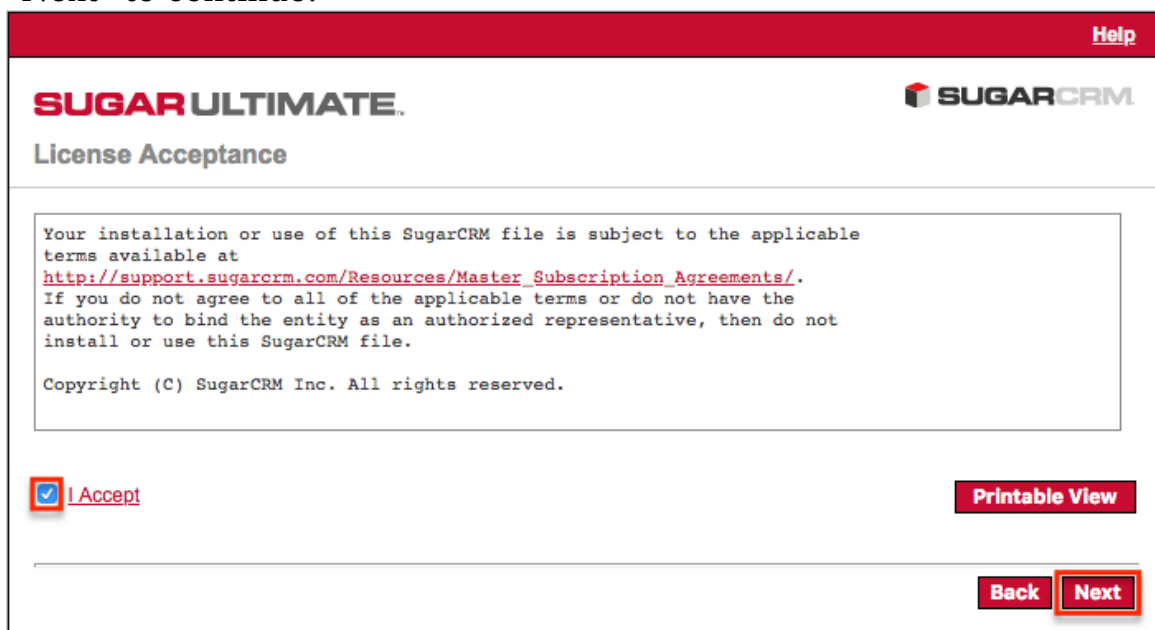 Help
SUGAR ULTIMATE.
SUGARCRM.
License Acceptance
Your installation or use of this SugarCRM file is subject to the applicable
terms available at
http://support.sugarcrm.com/Resources/Master_Subscription_Agreements/.
If you do not agree to all of the applicable terms or do not have the
authority to bind the entity as an authorized representative, then do not
install or use this SugarCRM file.
Copyright (C) SugarCRM Inc. All rights reserved.
I Accept
Printable View
Back
Next